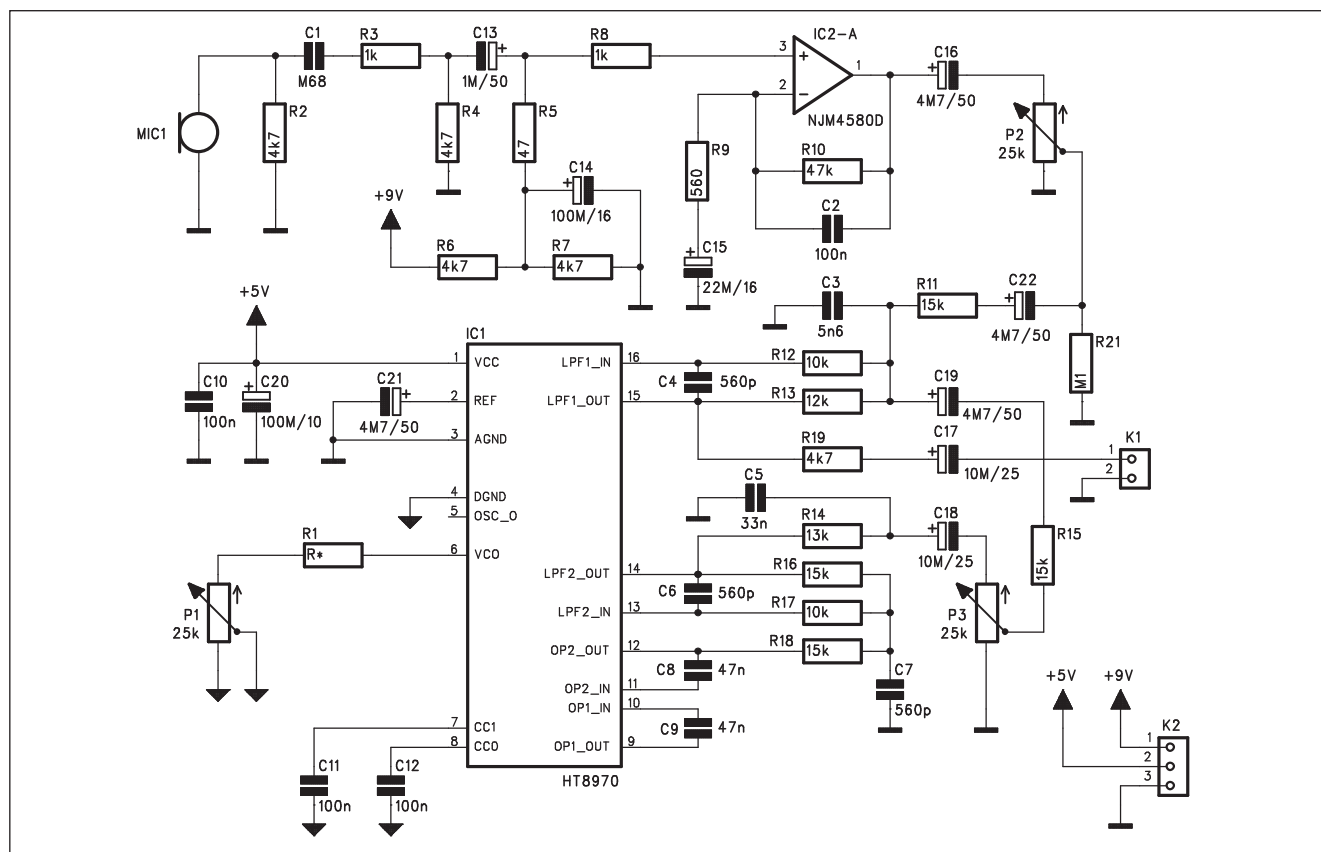 C1
M68
R3
1k
C13
+
1M/50
R8
1k
IC2-A
3
+
2
−
1
NJM4580D
C16
+
4M7/50
P2
25k
MIC1
R2
4k7
R4
4k7
R5
47
C14
+
100M/16
R9
560
R10
47k
C2
100n
+9V
R6
4k7
R7
4k7
C15
+
22M/16
C3
5n6
R11
15k
C22
+
4M7/50
R21
M1
+5V
C10
100n
C20
+
100M/10
C21
+
4M7/50
IC1
1 VCC
2 REF
3 AGND
4 DGND
5 OSC_O
6 VCO
7 CC1
8 CC0
LPF1_IN 16
LPF1_OUT 15
LPF2_OUT 14
LPF2_IN 13
OP2_OUT 12
OP2_IN 11
OP1_IN 10
OP1_OUT 9
HT8970
C4
560p
R12
10k
R13
12k
C19
+
4M7/50
R19
4k7
C17
+
10M/25
K1
1
2
C5
33n
R14
13k
C18
+
10M/25
R15
15k
R1
R*
P1
25k
C6
560p
R16
15k
R17
10k
R18
15k
P3
25k
C8
47n
C7
560p
C9
47n
C11
100n
C12
100n
+5V
+9V
K2
1
2
3